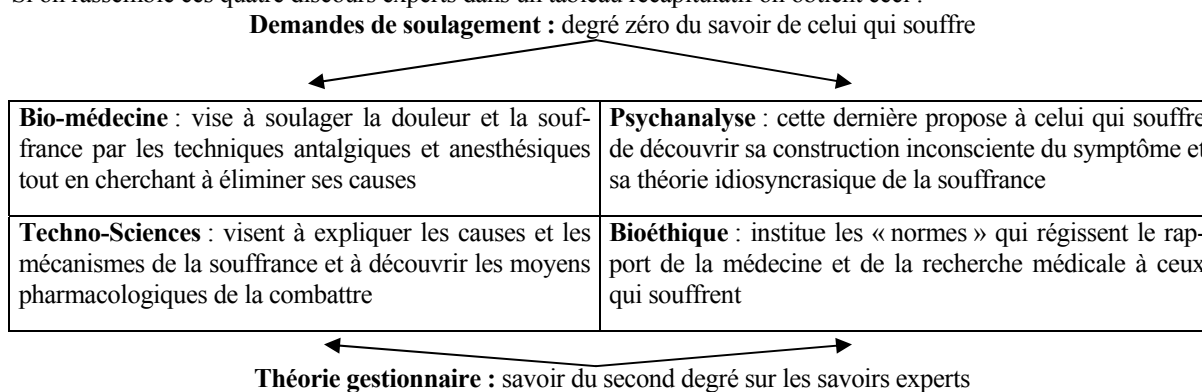 Si on rassemble ces quatre discours experts dans un tableau récapitulatif on obtient ceci :
Demandes de soulagement : degré zéro du savoir de celui qui souffre
Bio-médecine : vise à soulager la douleur et la souf-
france par les techniques antalgiques et anesthésiques
tout en cherchant à éliminer ses causes
Psychanalyse : cette dernière propose à celui qui souffre
de découvrir sa construction inconsciente du symptôme et
sa théorie idiosyncrasique de la souffrance
Techno-Sciences : visent à expliquer les causes et les
mécanismes de la souffrance et à découvrir les moyens
pharmacologiques de la combattre
Bioéthique : institue les « normes » qui régissent le rap-
port de la médecine et de la recherche médicale à ceux
qui souffrent
Théorie gestionnaire : savoir du second degré sur les savoirs experts